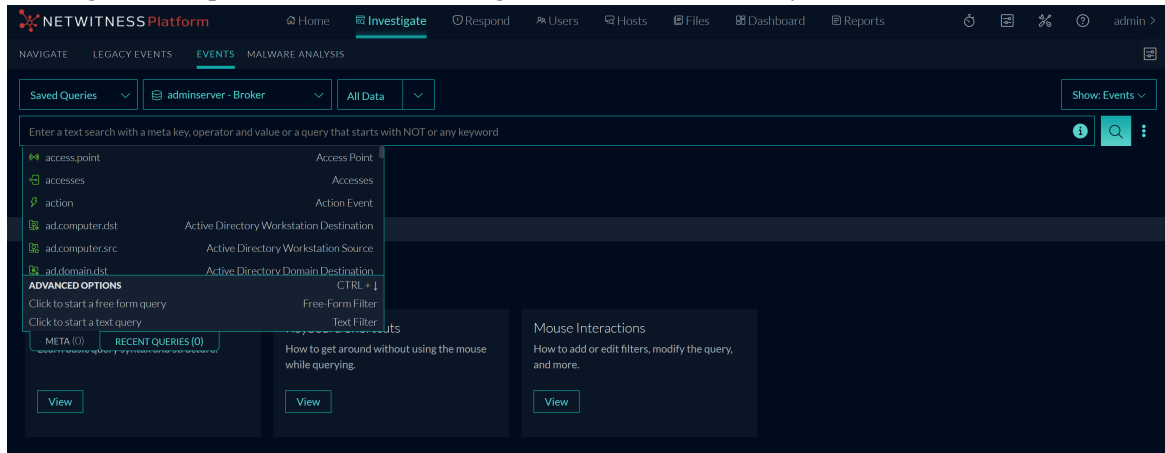 NETWITNESS Platform Home Investigate Respond Users Hosts Files Dashboard Reports admin >
NAVIGATE LEGACY EVENTS EVENTS MALWARE ANALYSIS
Saved Queries adminserver - Broker All Data Show: Events
Enter a text search with a meta key, operator and value or a query that starts with NOT or any keyword
access.point Access Point
accesses Accesses
action Action Event
ad.computer.dst Active Directory Workstation Destination
ad.computer.src Active Directory Workstation Source
ad.domain.dst Active Directory Domain Destination
ADVANCED OPTIONS CTRL + ↓
Click to start a free form query Free-Form Filter
Click to start a text query Text Filter
META (0) RECENT QUERIES (0)
Learn basic query syntax and structure.
View
Keyboard Shortcuts
How to get around without using the mouse
while querying.
View
Mouse Interactions
How to add or edit filters, modify the query,
and more.
View